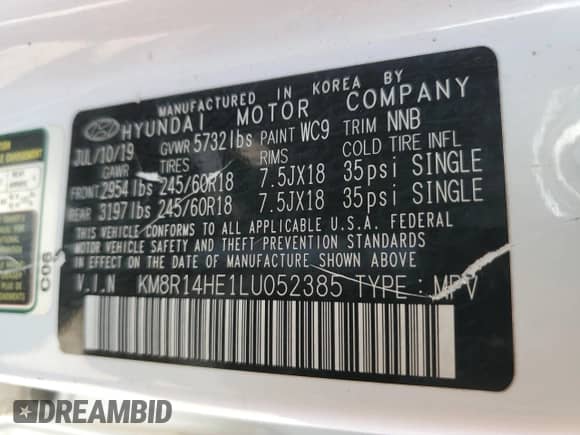 MANUFACTURED IN KOREA BY
HYUNDAI MOTOR COMPANY
JUL/10/19 GVWR 5732lbs PAINT WC9 TRIM NNB
GAWR TIRES RIMS COLD TIRE INFL
FRONT 2954lbs 245/60R18 7.5JX18 35psi SINGLE
REAR 3197lbs 245/60R18 7.5JX18 35psi SINGLE
THIS VEHICLE CONFORMS TO ALL APPLICABLE U.S.A. FEDERAL
MOTOR VEHICLE SAFETY AND THEFT PREVENTION STANDARDS
IN EFFECT ON THE DATE OF MANUFACTURE SHOWN ABOVE
V.I.N KM8R14HE1LU052385 TYPE : MPV
C06
DREAMBID